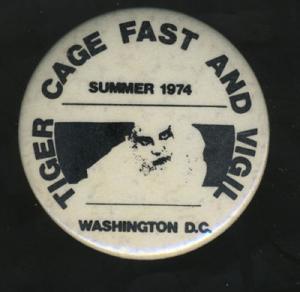 TIGER CAGE FAST AND VIGIL
SUMMER 1974
WASHINGTON D.C.